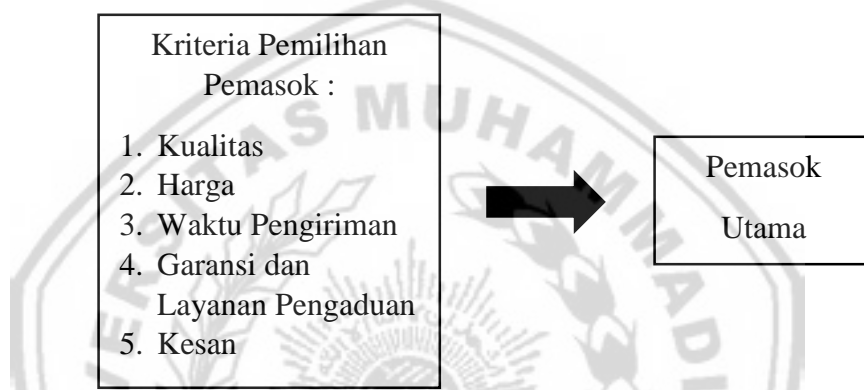 Kriteria Pemilihan
Pemasok :
1. Kualitas
2. Harga
3. Waktu Pengiriman
4. Garansi dan
Layanan Pengaduan
5. Kesan
Pemasok
Utama